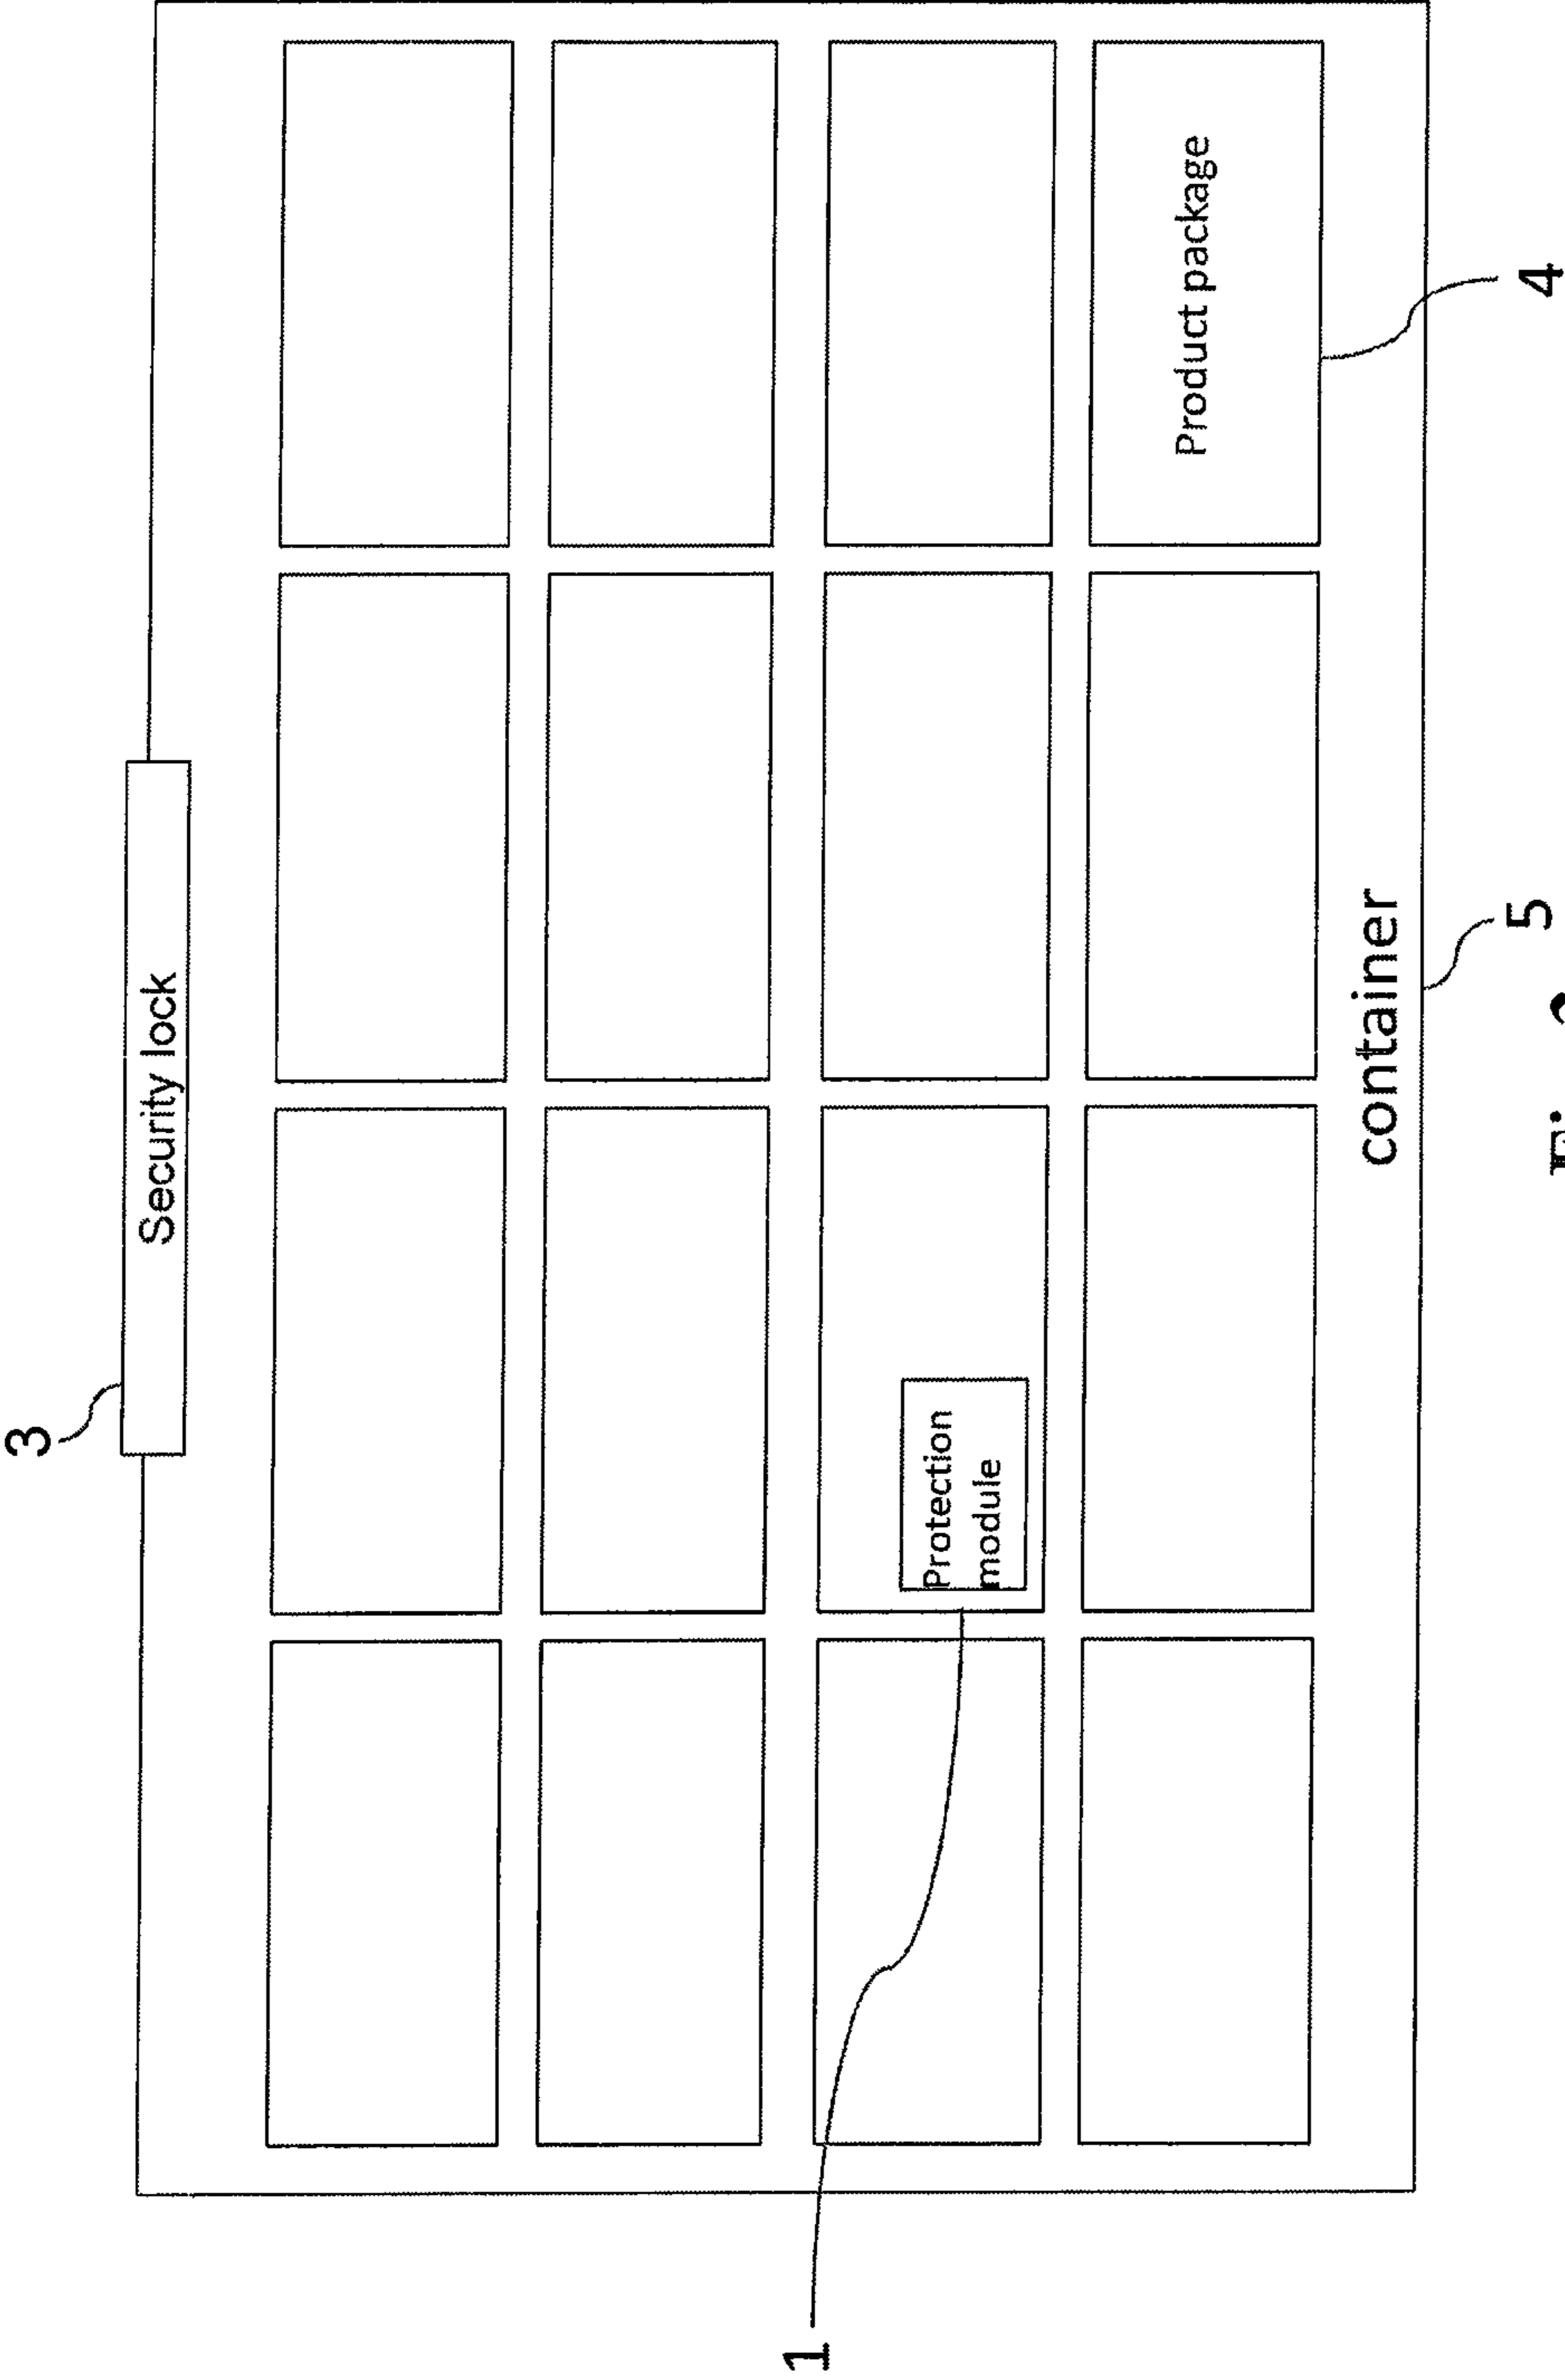 3
Security lock
Protection
module
1
Product package
4
container
5